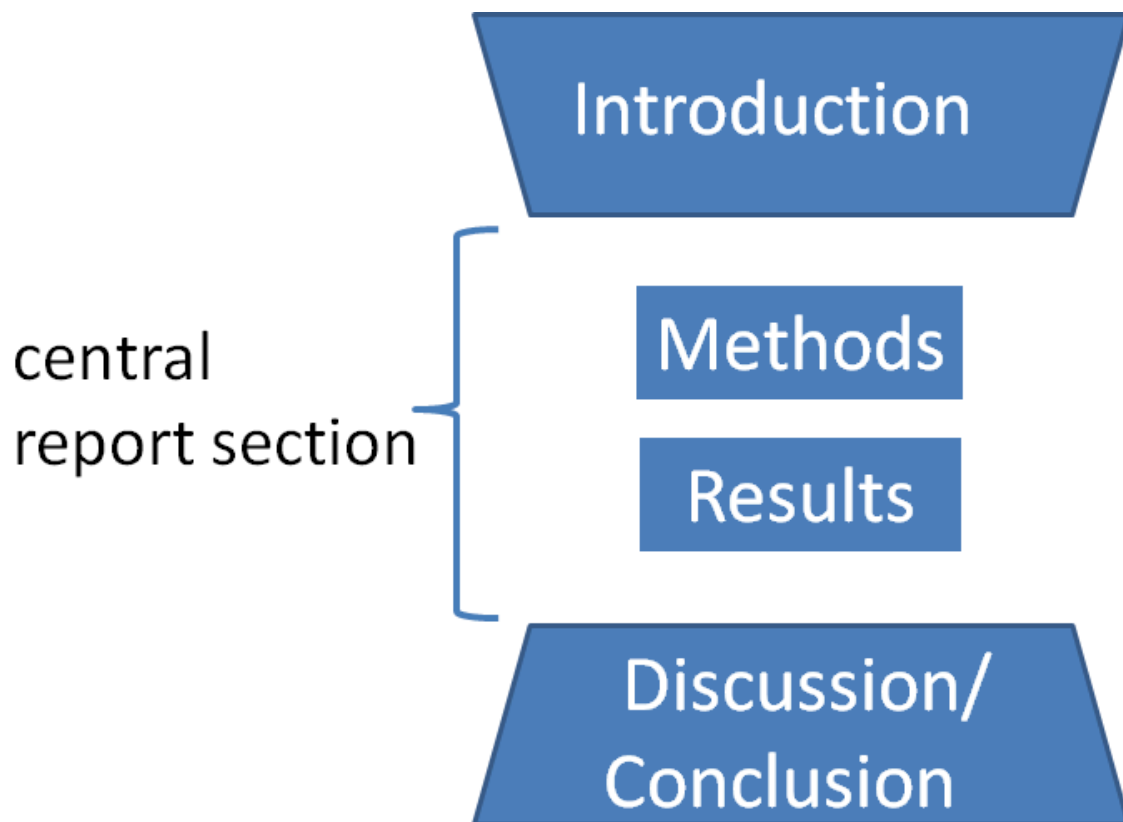 Introduction
central
report section
Methods
Results
Discussion/
Conclusion